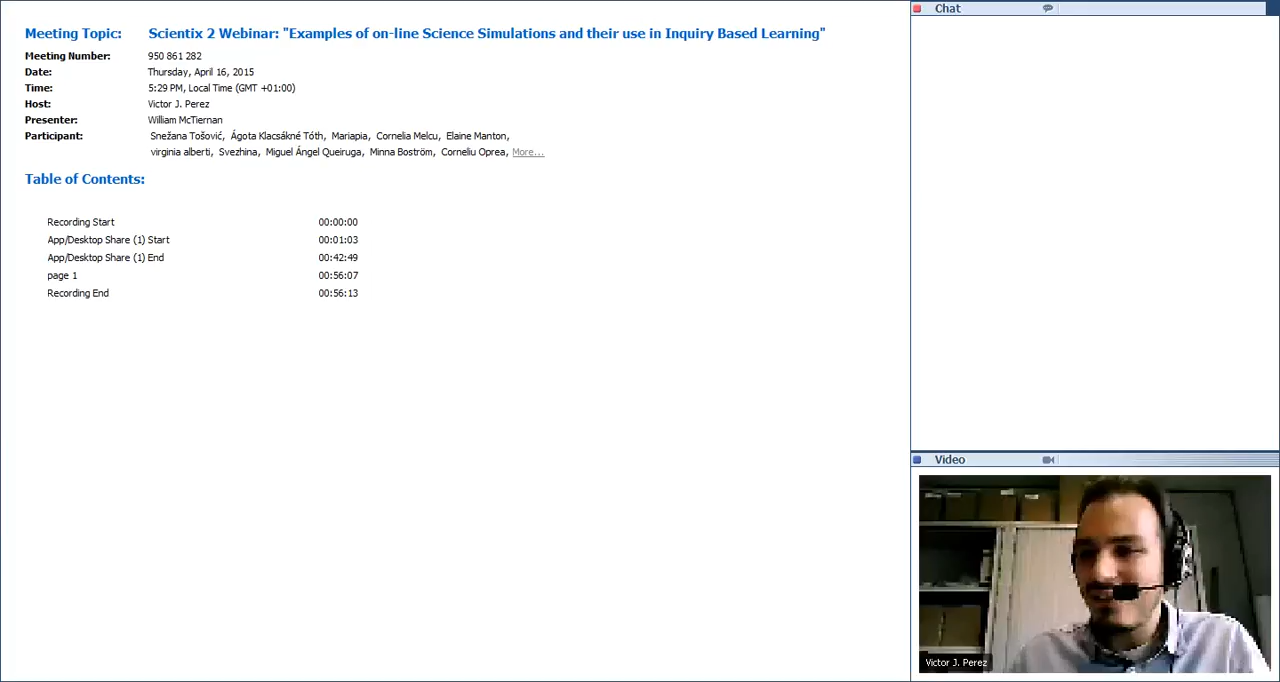 Meeting Topic: Scientix 2 Webinar: "Examples of on-line Science Simulations and their use in Inquiry Based Learning"
Meeting Number: 950 861 282
Date: Thursday, April 16, 2015
Time: 5:29 PM, Local Time (GMT +01:00)
Host: Victor J. Perez
Presenter: William McTiernan
Participant: Snežana Tošović, Ágota Klacsákné Tóth, Mariapia, Cornelia Melcu, Elaine Manton,
virginia alberti, Svezhina, Miguel Ángel Queiruga, Minna Boström, Corneliu Oprea, More...
Table of Contents:
Recording Start 00:00:00
App/Desktop Share (1) Start 00:01:03
App/Desktop Share (1) End 00:42:49
page 1 00:56:07
Recording End 00:56:13
Chat
Video
Victor J. Perez